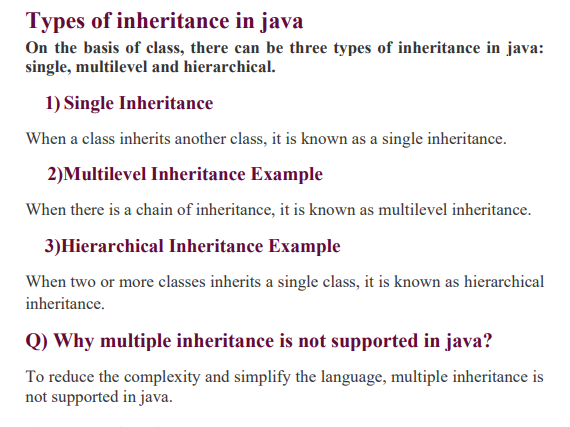 Types of inheritance in java
On the basis of class, there can be three types of inheritance in java:
single, multilevel and hierarchical.
1) Single Inheritance
When a class inherits another class, it is known as a single inheritance.
2)Multilevel Inheritance Example
When there is a chain of inheritance, it is known as multilevel inheritance.
3)Hierarchical Inheritance Example
When two or more classes inherits a single class, it is known as hierarchical
inheritance.
Q) Why multiple inheritance is not supported in java?
To reduce the complexity and simplify the language, multiple inheritance is
not supported in java.